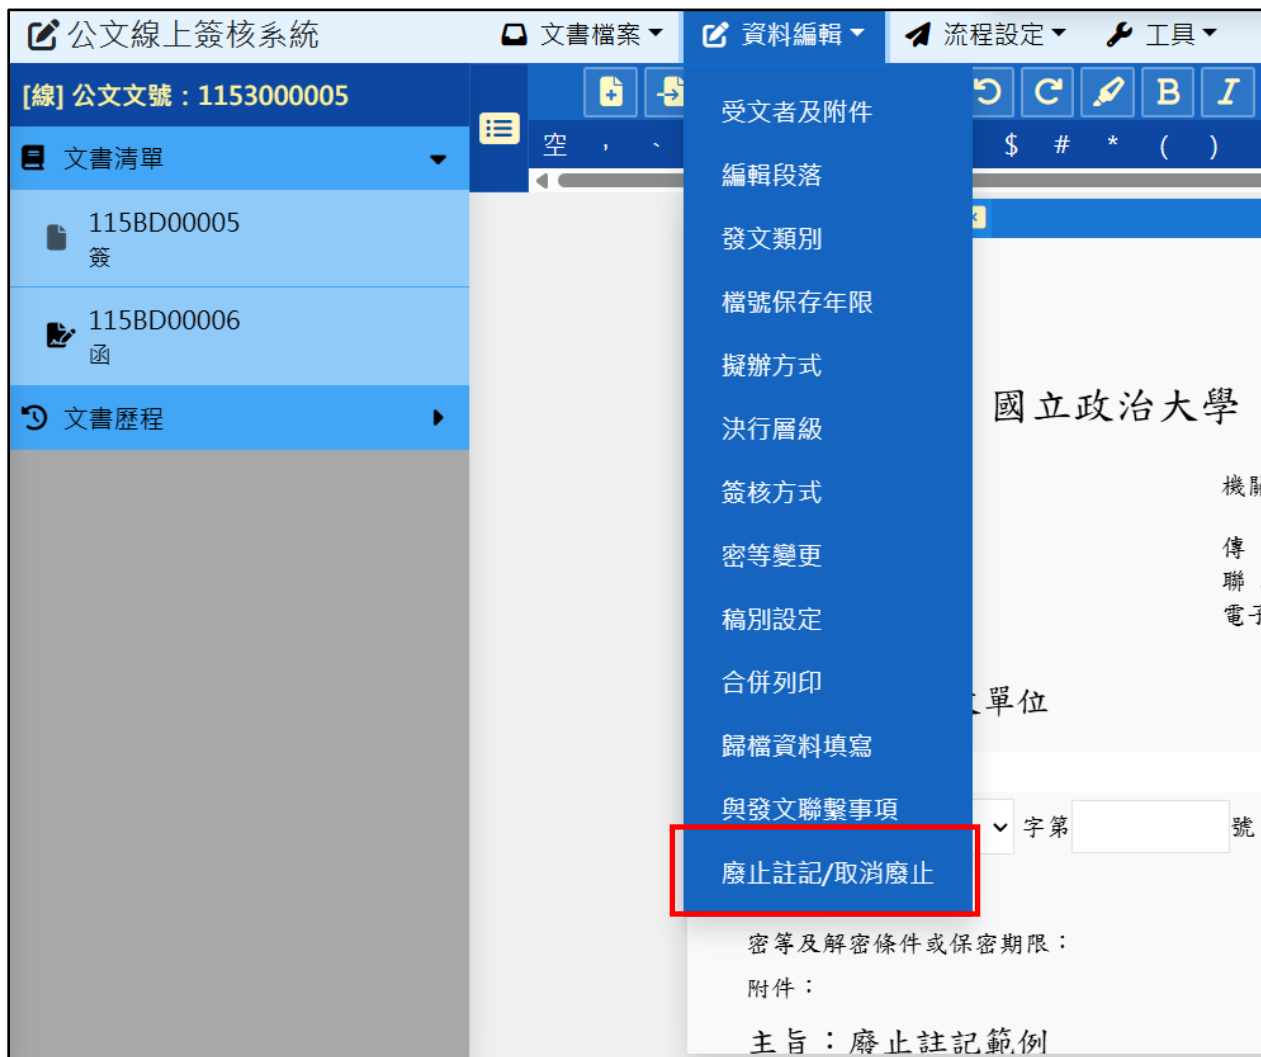 公文線上簽核系統
文書檔案
資料編輯
流程設定
工具
[線] 公文文號：1153000005
B I
空 ， 、 $ # * ( )
文書清單
115BD00005
簽
115BD00006
函
文書歷程
受文者及附件
編輯段落
發文類別
檔號保存年限
擬辦方式
決行層級
簽核方式
密等變更
稿別設定
合併列印
歸檔資料填寫
與發文聯繫事項
廢止註記/取消廢止
國立政治大學
傳
聯
單位
字第
號
密等及解密條件或保密期限：
附件：
主旨：廢止註記範例